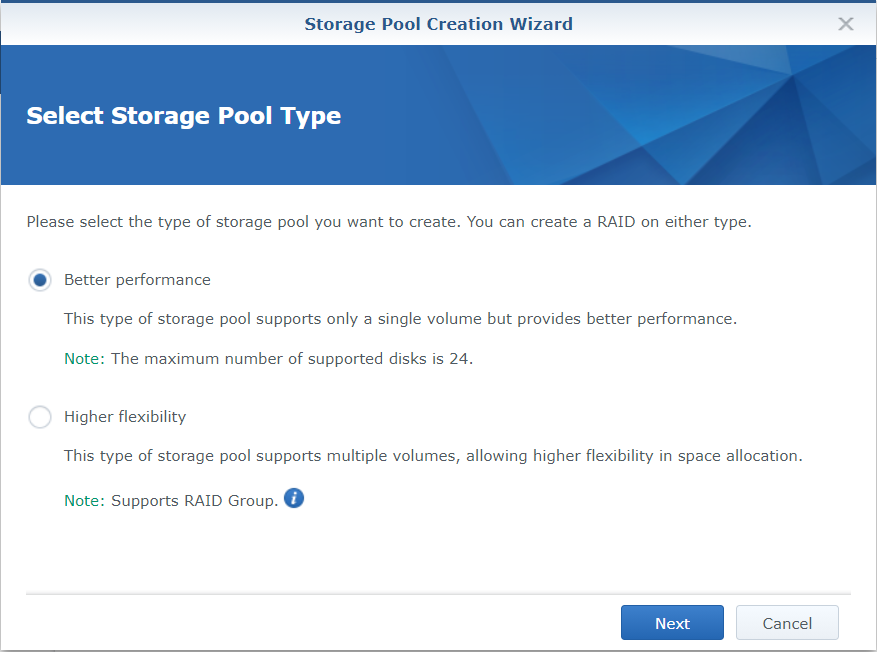 Storage Pool Creation Wizard
Select Storage Pool Type
Please select the type of storage pool you want to create. You can create a RAID on either type.
Better performance
This type of storage pool supports only a single volume but provides better performance.
Note: The maximum number of supported disks is 24.
Higher flexibility
This type of storage pool supports multiple volumes, allowing higher flexibility in space allocation.
Note: Supports RAID Group. i
Next Cancel